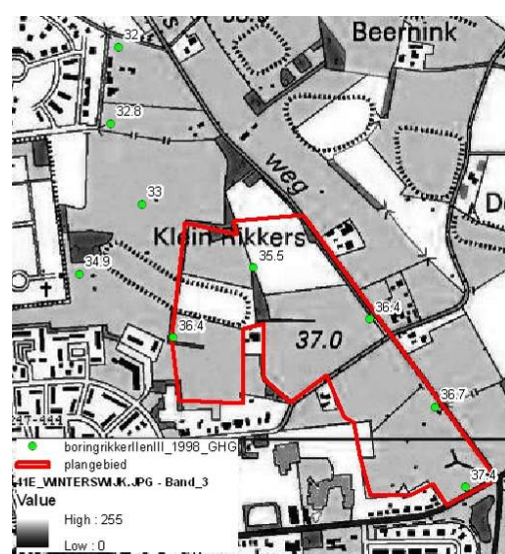 Beernink
32
32.8
weg
33
Klein Rikkers
35.5
34.9
36.4
36.4
37.0
36.7
37.4
boringrikkerIIenIII_1998_GHG
plangebied
41E_WINTERSWIJK.JPG - Band_3
Value
High : 255
Low : 0